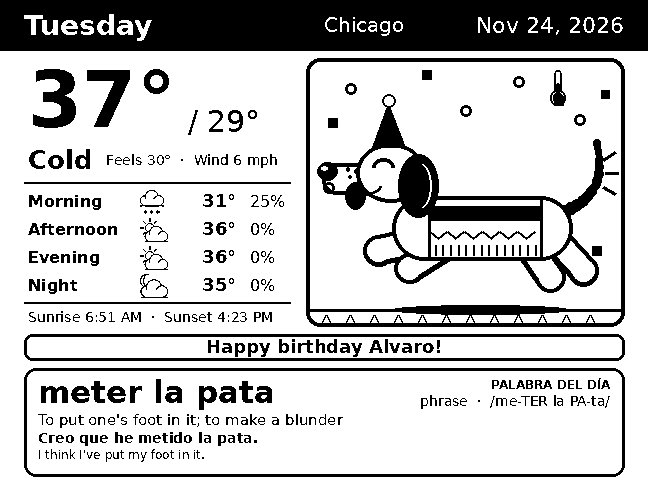 Tuesday Chicago Nov 24, 2026
37° / 29°
Cold Feels 30° · Wind 6 mph
Morning 31° 25%
Afternoon 36° 0%
Evening 36° 0%
Night 35° 0%
Sunrise 6:51 AM · Sunset 4:23 PM
Happy birthday Alvaro!
meter la pata
PALABRA DEL DÍA
phrase · /me-TER la PA-ta/
To put one's foot in it; to make a blunder
Creo que he metido la pata.
I think I've put my foot in it.